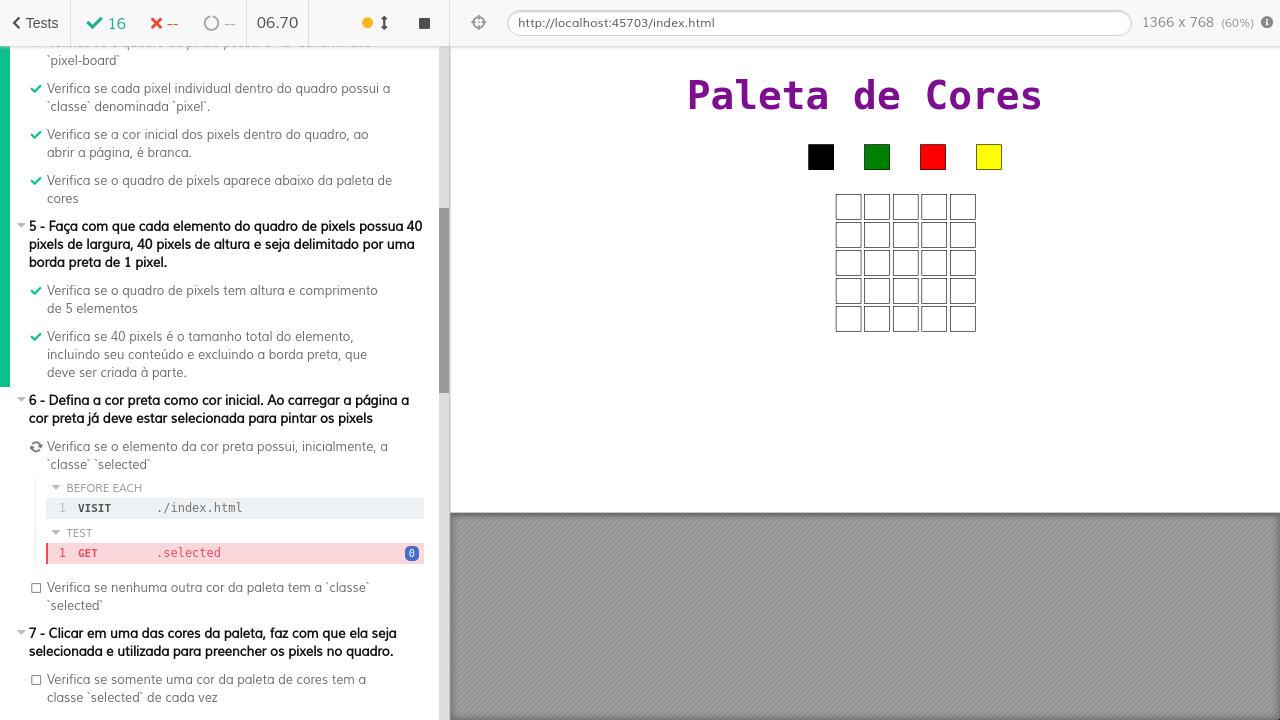 Tests
16
--
--
06.70
http://localhost:45703/index.html
1366 x 768 (60%)
`pixel-board`
Verifica se cada pixel individual dentro do quadro possui a
`classe` denominada `pixel`.
Verifica se a cor inicial dos pixels dentro do quadro, ao
abrir a página, é branca.
Verifica se o quadro de pixels aparece abaixo da paleta de
cores
5 - Faça com que cada elemento do quadro de pixels possua 40
pixels de largura, 40 pixels de altura e seja delimitado por uma
borda preta de 1 pixel.
Verifica se o quadro de pixels tem altura e comprimento
de 5 elementos
Verifica se 40 pixels é o tamanho total do elemento,
incluindo seu conteúdo e excluindo a borda preta, que
deve ser criada à parte.
6 - Defina a cor preta como cor inicial. Ao carregar a página a
cor preta já deve estar selecionada para pintar os pixels
Verifica se o elemento da cor preta possui, inicialmente, a
`classe` `selected`
BEFORE EACH
1 VISIT ./index.html
TEST
1 GET .selected 0
Verifica se nenhuma outra cor da paleta tem a `classe`
`selected`
7 - Clicar em uma das cores da paleta, faz com que ela seja
selecionada e utilizada para preencher os pixels no quadro.
Verifica se somente uma cor da paleta de cores tem a
classe `selected` de cada vez
Paleta de Cores